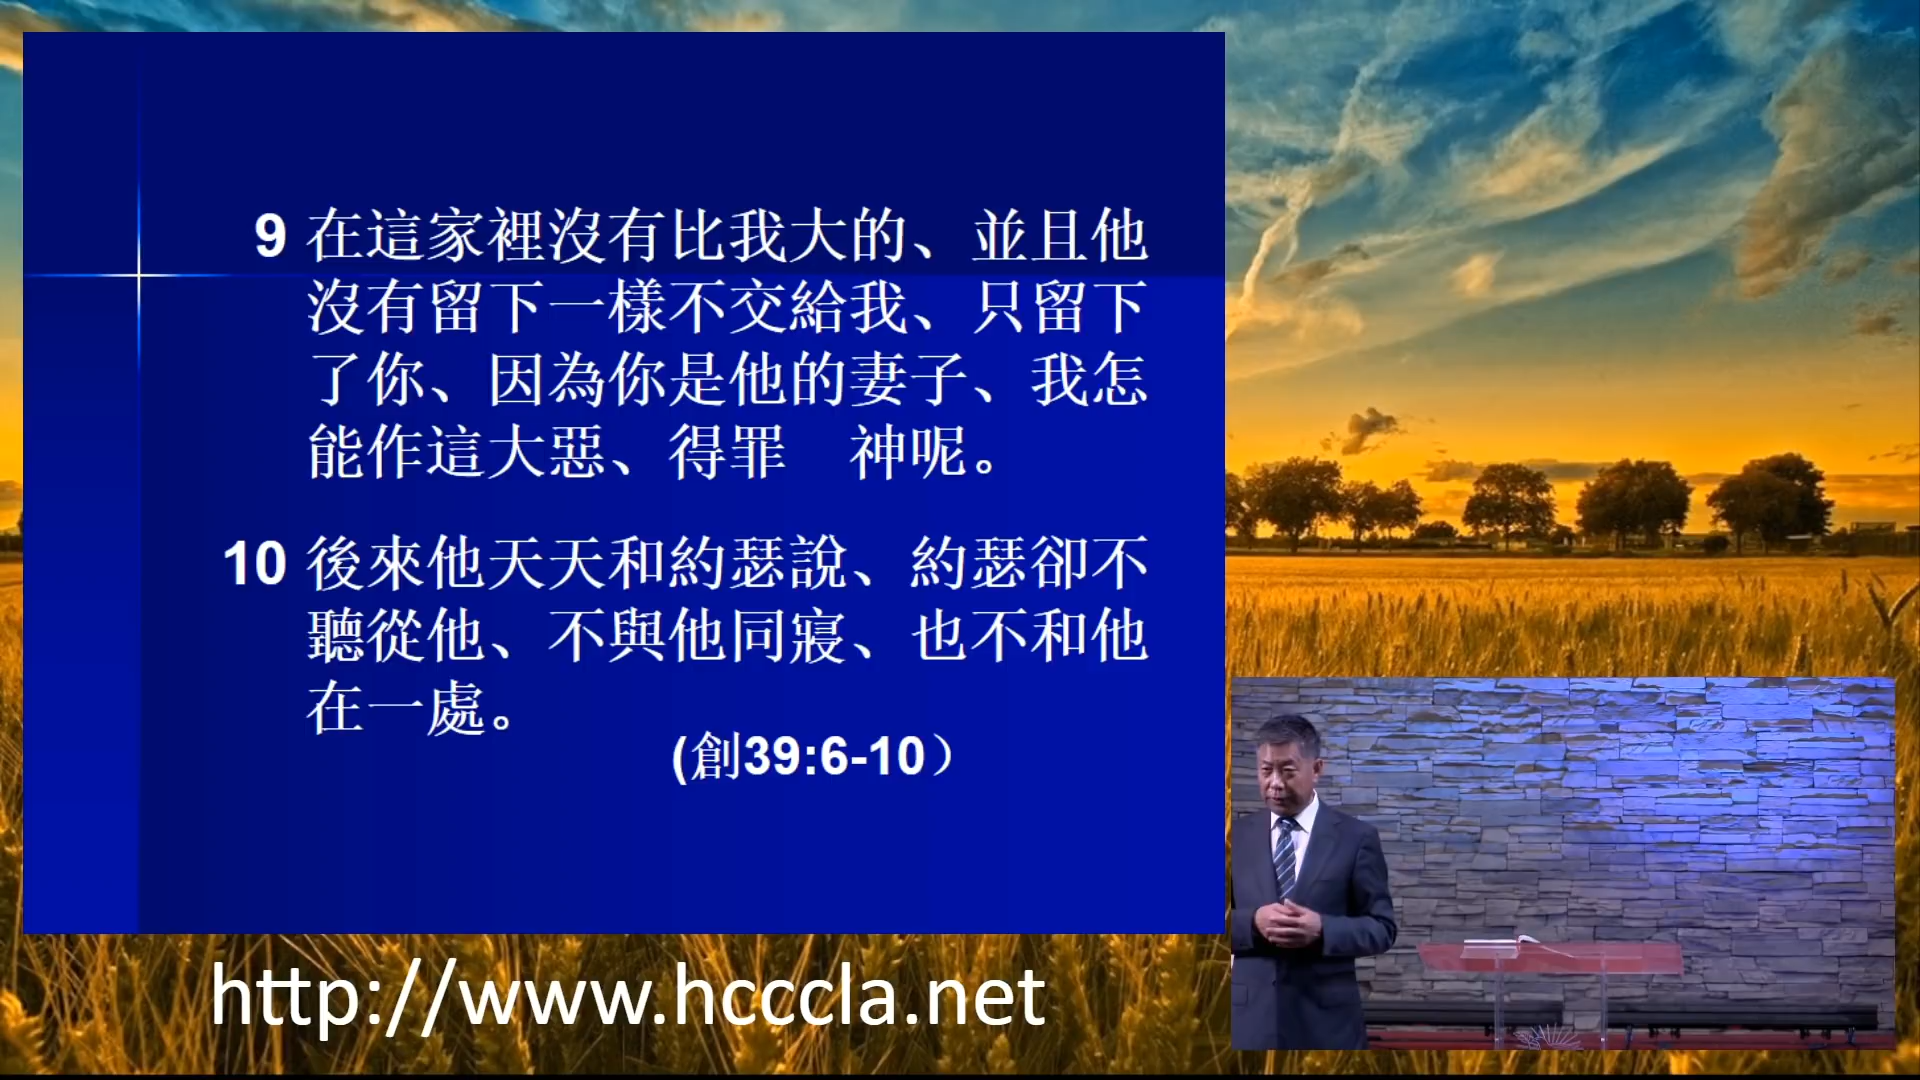 9 在這家裡沒有比我大的、並且他
沒有留下一樣不交給我、只留下
了你、因為你是他的妻子、我怎
能作這大惡、得罪　神呢。
10 後來他天天和約瑟說、約瑟卻不
聽從他、不與他同寢、也不和他
在一處。
(創39:6-10）
http://www.hcccla.net